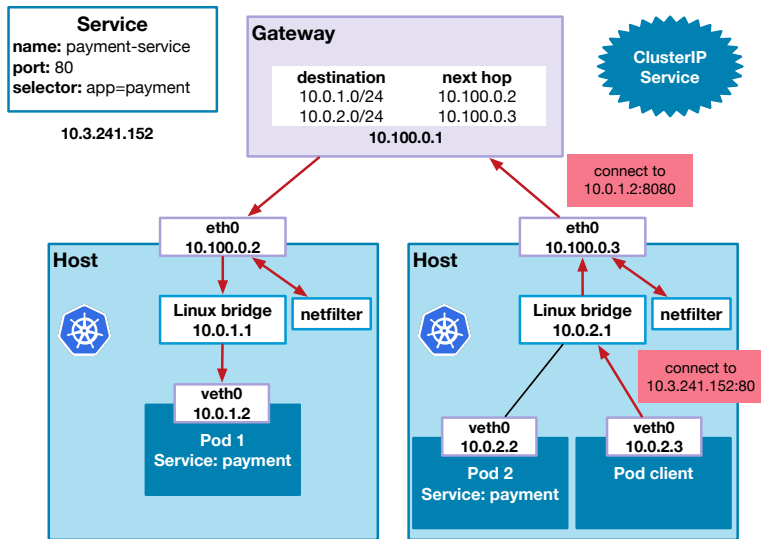 Service
name: payment-service
port: 80
selector: app=payment
10.3.241.152
Gateway
destination next hop
10.0.1.0/24 10.100.0.2
10.0.2.0/24 10.100.0.3
10.100.0.1
ClusterIP
Service
connect to
10.0.1.2:8080
eth0
10.100.0.2
Host
Linux bridge
10.0.1.1
netfilter
veth0
10.0.1.2
Pod 1
Service: payment
eth0
10.100.0.3
Host
Linux bridge
10.0.2.1
netfilter
connect to
10.3.241.152:80
veth0
10.0.2.2
Pod 2
Service: payment
veth0
10.0.2.3
Pod client